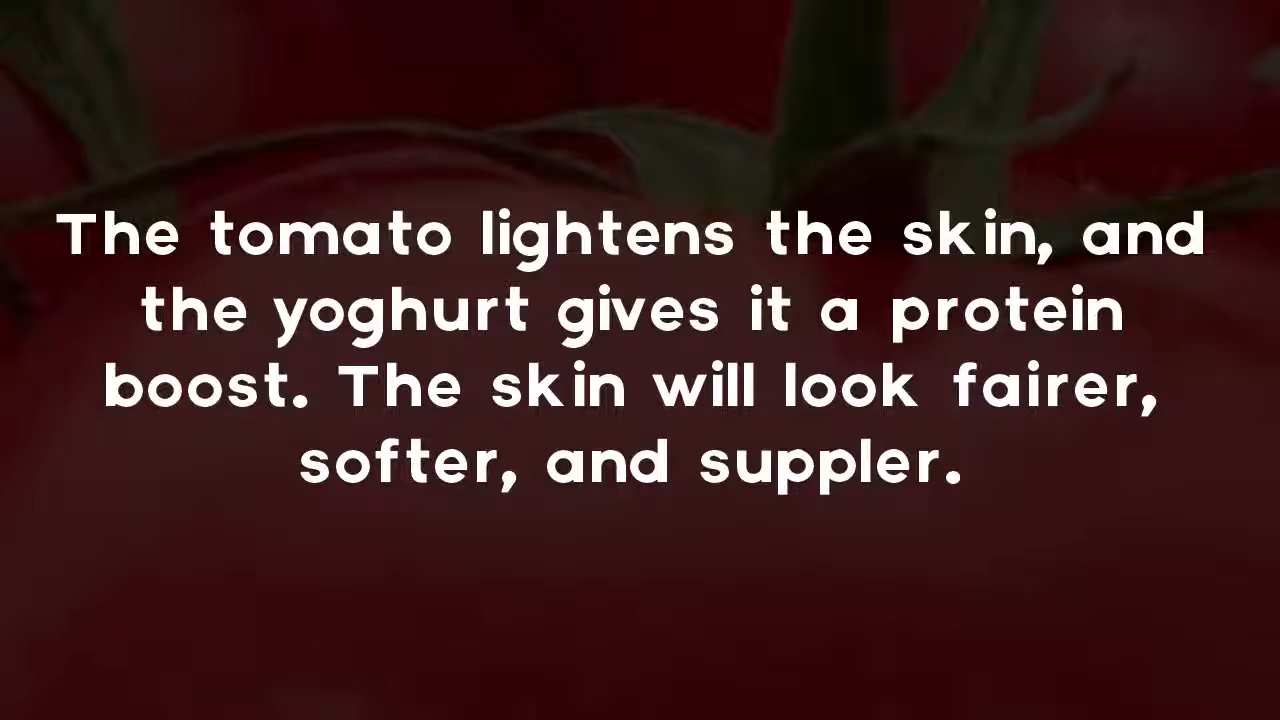 The tomato lightens the skin, and
the yoghurt gives it a protein
boost. The skin will look fairer,
softer, and suppler.